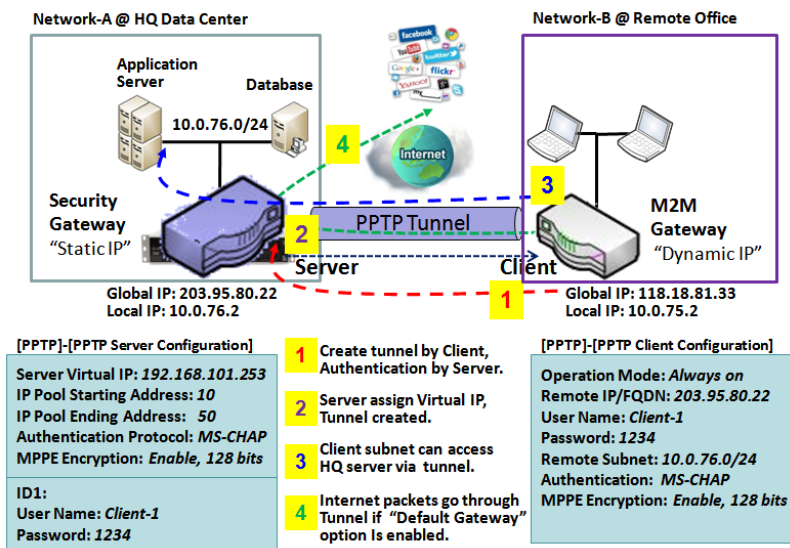 Network-A @ HQ Data Center
Network-B @ Remote Office
Application
Server
Database
10.0.76.0/24
facebook
YouTube
twitter
Google+
flickr
YAHOO!
Internet
4
3
Security
Gateway
"Static IP"
2
PPTP Tunnel
M2M
Gateway
"Dynamic IP"
Server
Client
1
Global IP: 203.95.80.22
Local IP: 10.0.76.2
Global IP: 118.18.81.33
Local IP: 10.0.75.2
[PPTP]-[PPTP Server Configuration]
Server Virtual IP: 192.168.101.253
IP Pool Starting Address: 10
IP Pool Ending Address: 50
Authentication Protocol: MS-CHAP
MPPE Encryption: Enable, 128 bits
ID1:
User Name: Client-1
Password: 1234
1 Create tunnel by Client,
Authentication by Server.
2 Server assign Virtual IP,
Tunnel created.
3 Client subnet can access
HQ server via tunnel.
4 Internet packets go through
Tunnel if "Default Gateway"
option Is enabled.
[PPTP]-[PPTP Client Configuration]
Operation Mode: Always on
Remote IP/FQDN: 203.95.80.22
User Name: Client-1
Password: 1234
Remote Subnet: 10.0.76.0/24
Authentication: MS-CHAP
MPPE Encryption: Enable, 128 bits